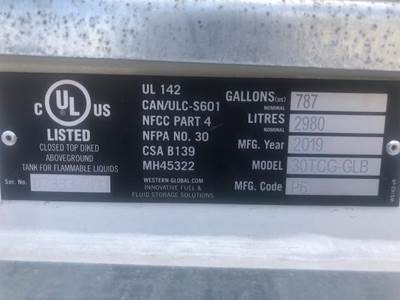 C UL US
LISTED
CLOSED TOP DIKED
ABOVEGROUND
TANK FOR FLAMMABLE LIQUIDS
Ser. No.
UL 142
CAN/ULC-S601
NFCC PART 4
NFPA NO. 30
CSA B139
MH45322
WESTERN-GLOBAL.COM
INNOVATIVE FUEL &
FLUID STORAGE SOLUTIONS
GALLONS (US) 787
NOMINAL
LITRES 2980
NOMINAL
MFG. Year 2019
MODEL 30TCG-GLB
MFG. Code P6